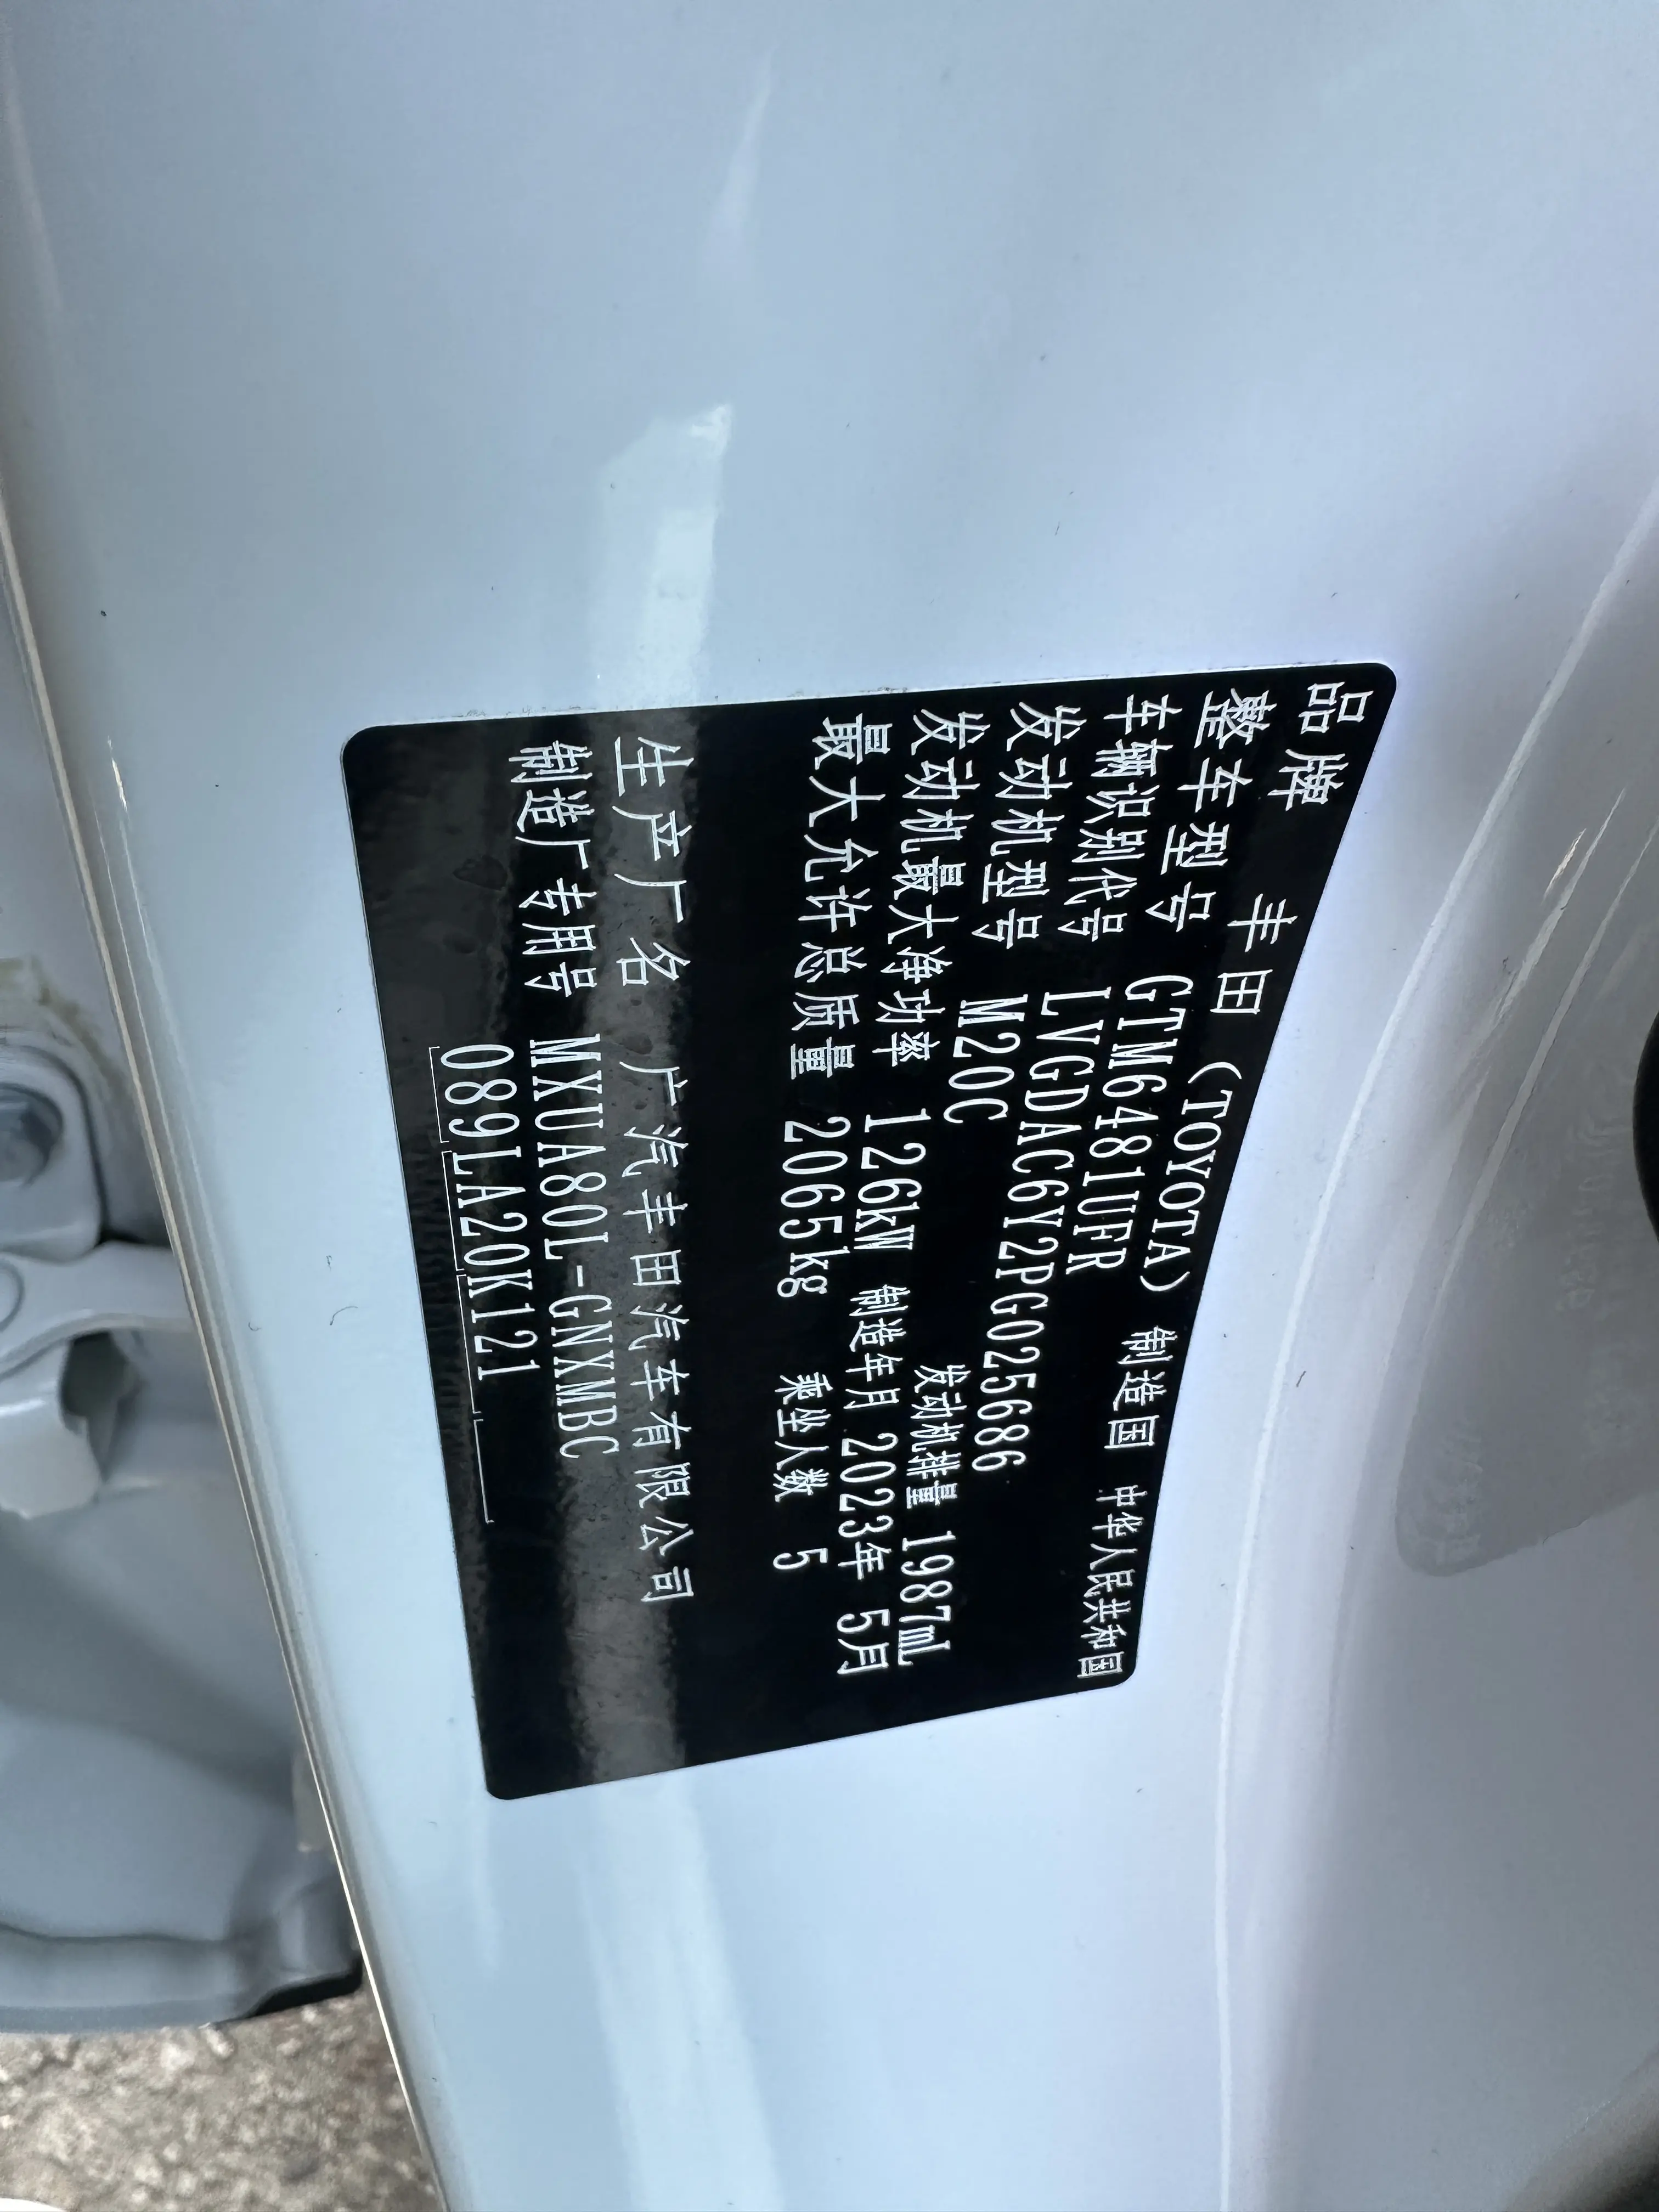 品牌 丰田 (TOYOTA) 制造国 中华人民共和国
整车型号 GTM6481UFR
车辆识别代号 LVGDAC6Y2PG025686
发动机型号 M20C 发动机排量 1987mL
发动机最大净功率 126kW 制造年月 2023年 5月
最大允许总质量 2065kg 乘坐人数 5
生产厂名 广汽丰田汽车有限公司
制造厂专用号 MXUA80L-GNXMBC
089LA20K121